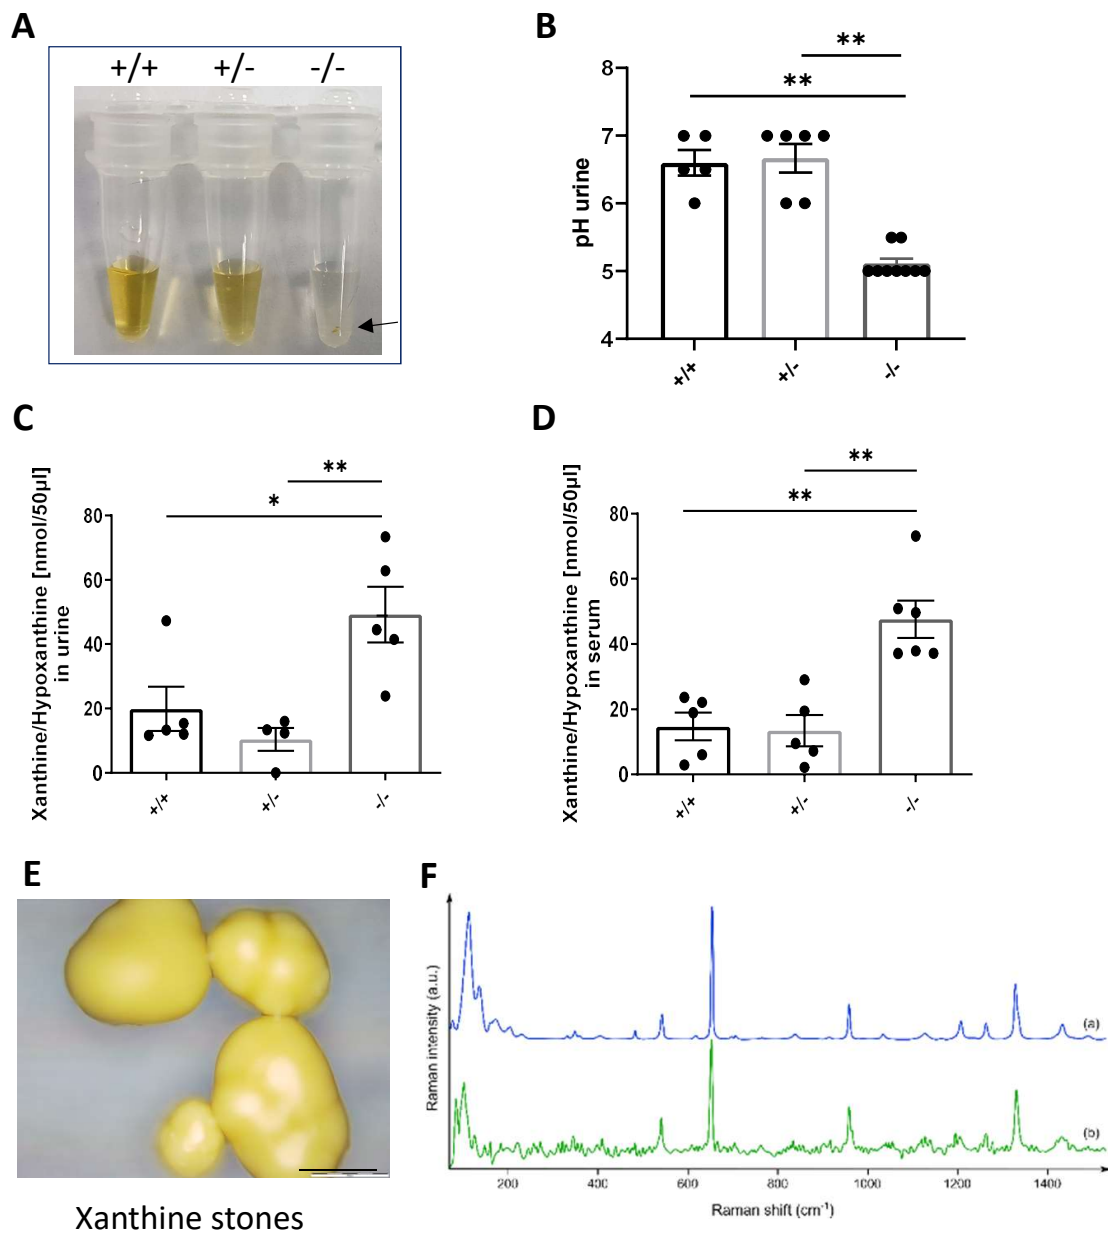 A
+/+ +/- -/-
B
** 
**
8
7
6
5
4
pH urine
+/+ +/- -/-
C
**
*
80
60
40
20
0
Xanthine/Hypoxanthine [nmol/50µl]
in urine
+/+ +/- -/-
D
**
**
80
60
40
20
0
Xanthine/Hypoxanthine [nmol/50µl]
in serum
+/+ +/- -/-
E
Xanthine stones
F
Raman intensity (a.u.)
(a)
(b)
200 400 600 800 1000 1200 1400
Raman shift (cm⁻¹)